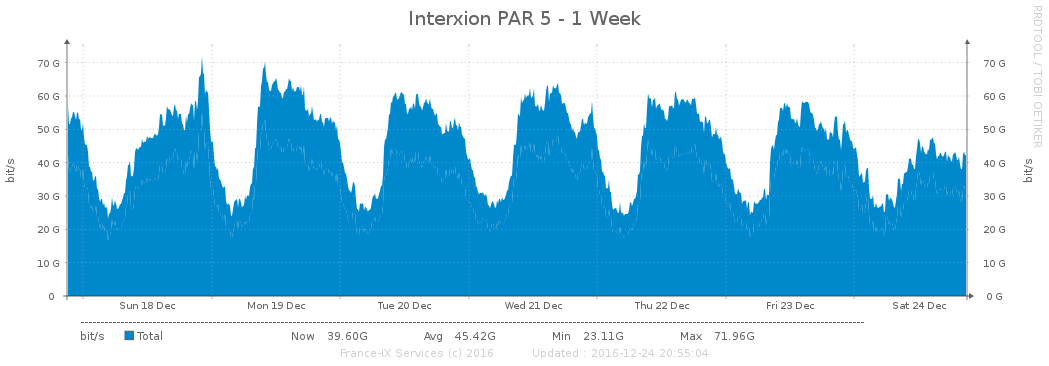 Interxion PAR 5 - 1 Week
RRDTOOL / TOBI OETIKER
bit/s
bit/s
70 G 70 G
60 G 60 G
50 G 50 G
40 G 40 G
30 G 30 G
20 G 20 G
10 G 10 G
0 0 G
Sun 18 Dec Mon 19 Dec Tue 20 Dec Wed 21 Dec Thu 22 Dec Fri 23 Dec Sat 24 Dec
bit/s Total Now 39.60G Avg 45.42G Min 23.11G Max 71.96G
France-IX Services (c) 2016 Updated : 2016-12-24 20:55:04